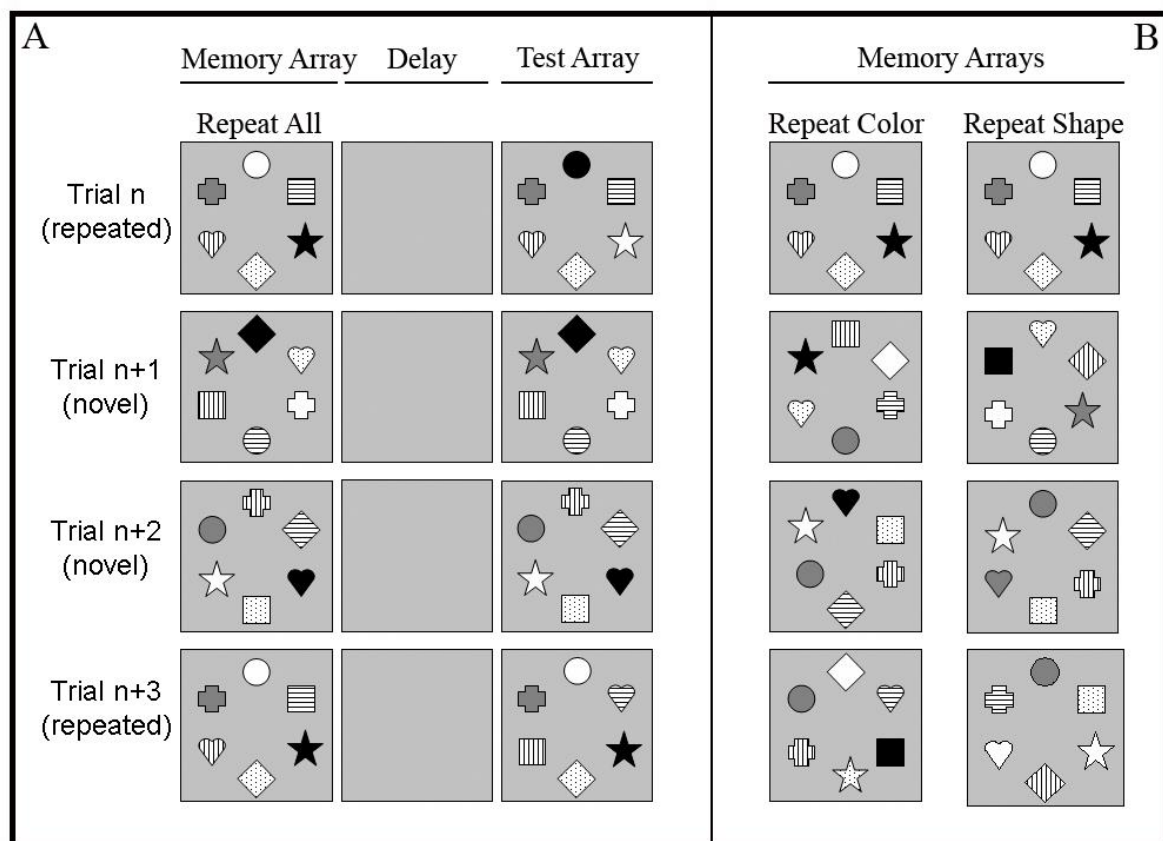 A
B
Memory Array
Delay
Test Array
Memory Arrays
Repeat All
Repeat Color
Repeat Shape
Trial n
(repeated)
Trial n+1
(novel)
Trial n+2
(novel)
Trial n+3
(repeated)